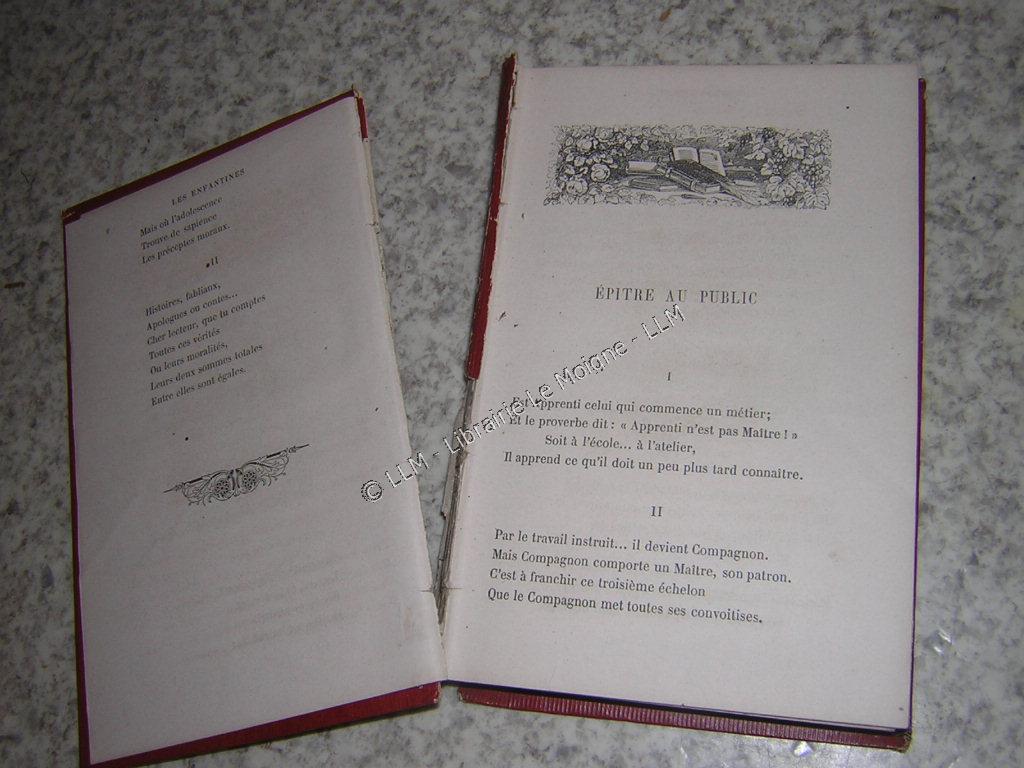 LES ENFANTINES
Mais où l'adolescence
Trouve de sapience
Les préceptes moraux.
II
Histoires, fabliaux,
Apologues ou contes...
Cher lecteur, que tu comptes
Toutes ces vérités
Ou leurs moralités,
Leurs deux sommes totales
Entre elles sont égales.
ÉPITRE AU PUBLIC
I
Est apprenti celui qui commence un métier;
Et le proverbe dit : « Apprenti n'est pas Maître ! »
Soit à l'école... à l'atelier,
Il apprend ce qu'il doit un peu plus tard connaître.
II
Par le travail instruit... il devient Compagnon.
Mais Compagnon comporte un Maître, son patron.
C'est à franchir ce troisième échelon
Que le Compagnon met toutes ses convoitises.
© LLM - Librairie Le Moigne - LLM